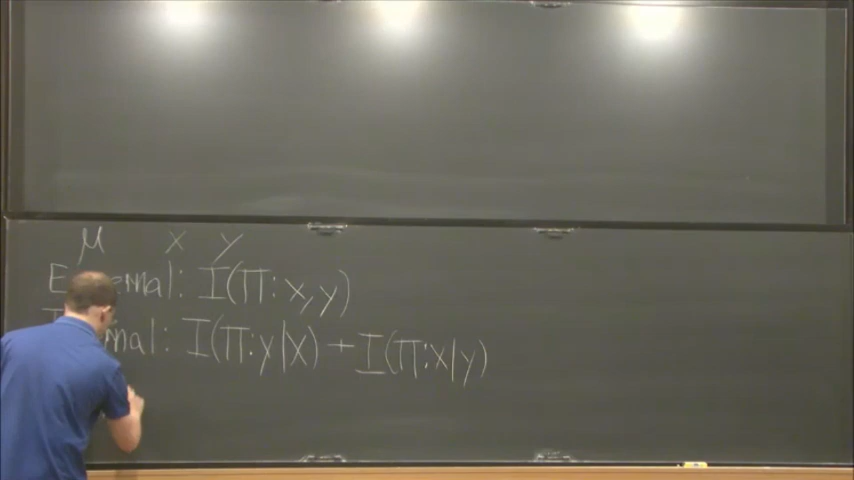 μ x y
External: I(Π: x, y)
Internal: I(Π: y|x) + I(Π: x|y)